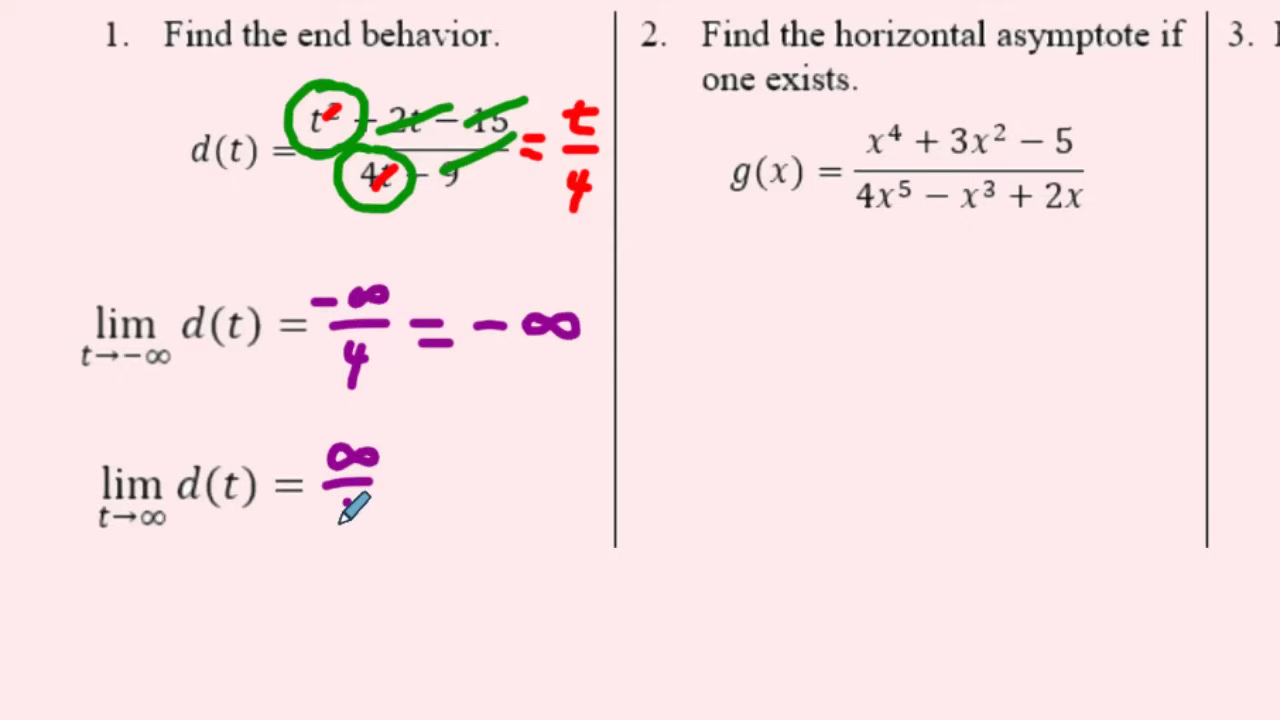 1. Find the end behavior.
d(t) = (t² − 2t − 15)/(4t − 9) = t/4
lim t→−∞ d(t) = −∞/4 = − ∞
lim t→∞ d(t) = ∞/
2. Find the horizontal asymptote if
one exists.
g(x) = (x⁴ + 3x² − 5)/(4x⁵ − x³ + 2x)
3.